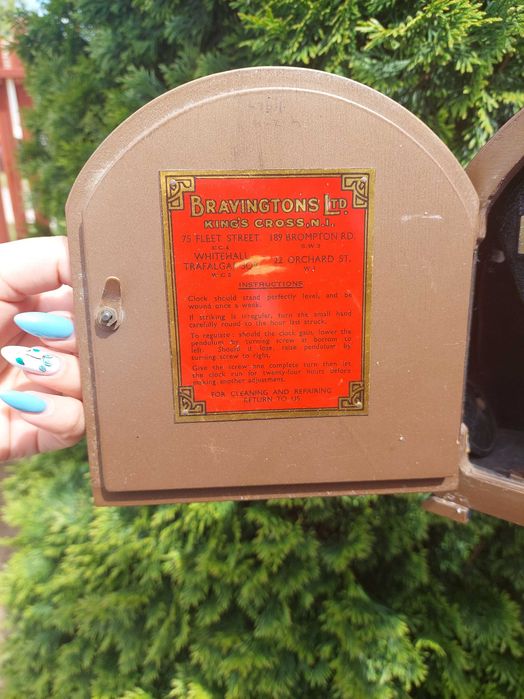 BRAVINGTONS LTD.
KING'S CROSS, N.1.
75 FLEET STREET 189 BROMPTON RD.
E.C.4 S.W.3
WHITEHALL 22 ORCHARD ST.
TRAFALGAR SQ. W.1
W.C.2
INSTRUCTIONS
Clock should stand perfectly level, and be
wound once a week.
If striking is irregular, turn the small hand
carefully round to the hour last struck.
To regulate: should the clock gain, lower the
pendulum by turning screw at bottom to
left. Should it lose, raise pendulum by
turning screw to right.
Give the screw one complete turn then let
the clock run for twenty-four hours before
making another adjustment.
FOR CLEANING AND REPAIRING
RETURN TO US.